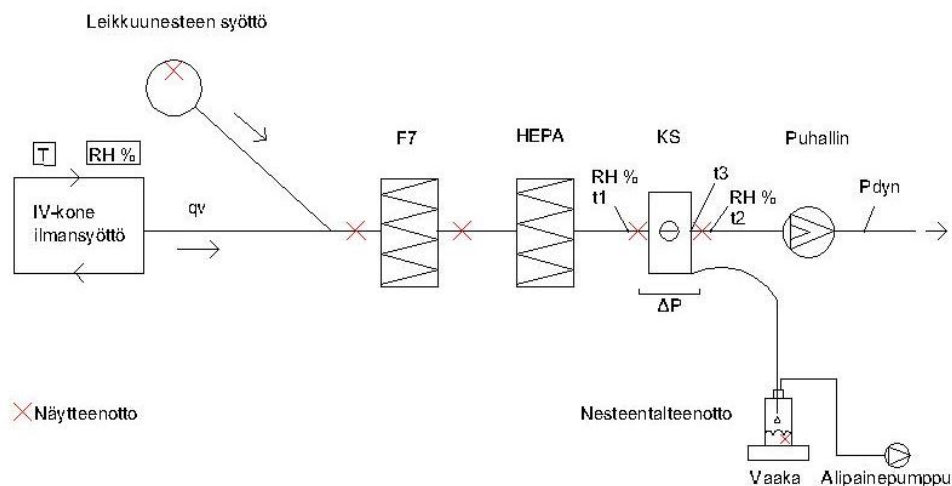 Leikkuunesteen syöttö
T
RH %
IV-kone
ilmansyöttö
qv
F7
HEPA
RH %
t1
KS
t3
RH %
t2
ΔP
Puhallin
Pdyn
Näytteenotto
Nesteentalteenotto
Vaaka
Alipainepumppu